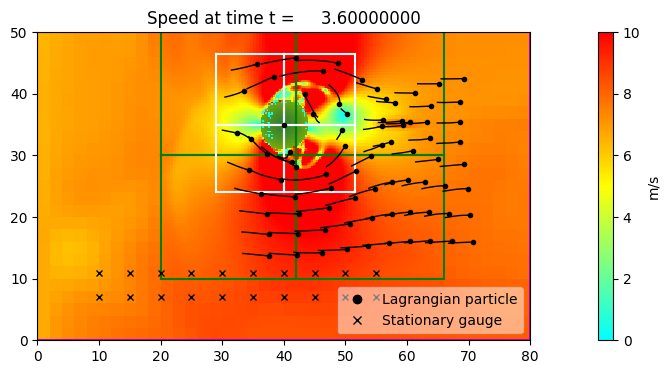 Speed at time t = 3.60000000
50
40
30
20
10
0
0 10 20 30 40 50 60 70 80
Lagrangian particle
Stationary gauge
10
8
6
4
2
0
m/s